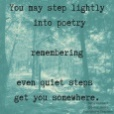 You may step lightly
into poetry
remembering
even quiet steps
get you somewhere.